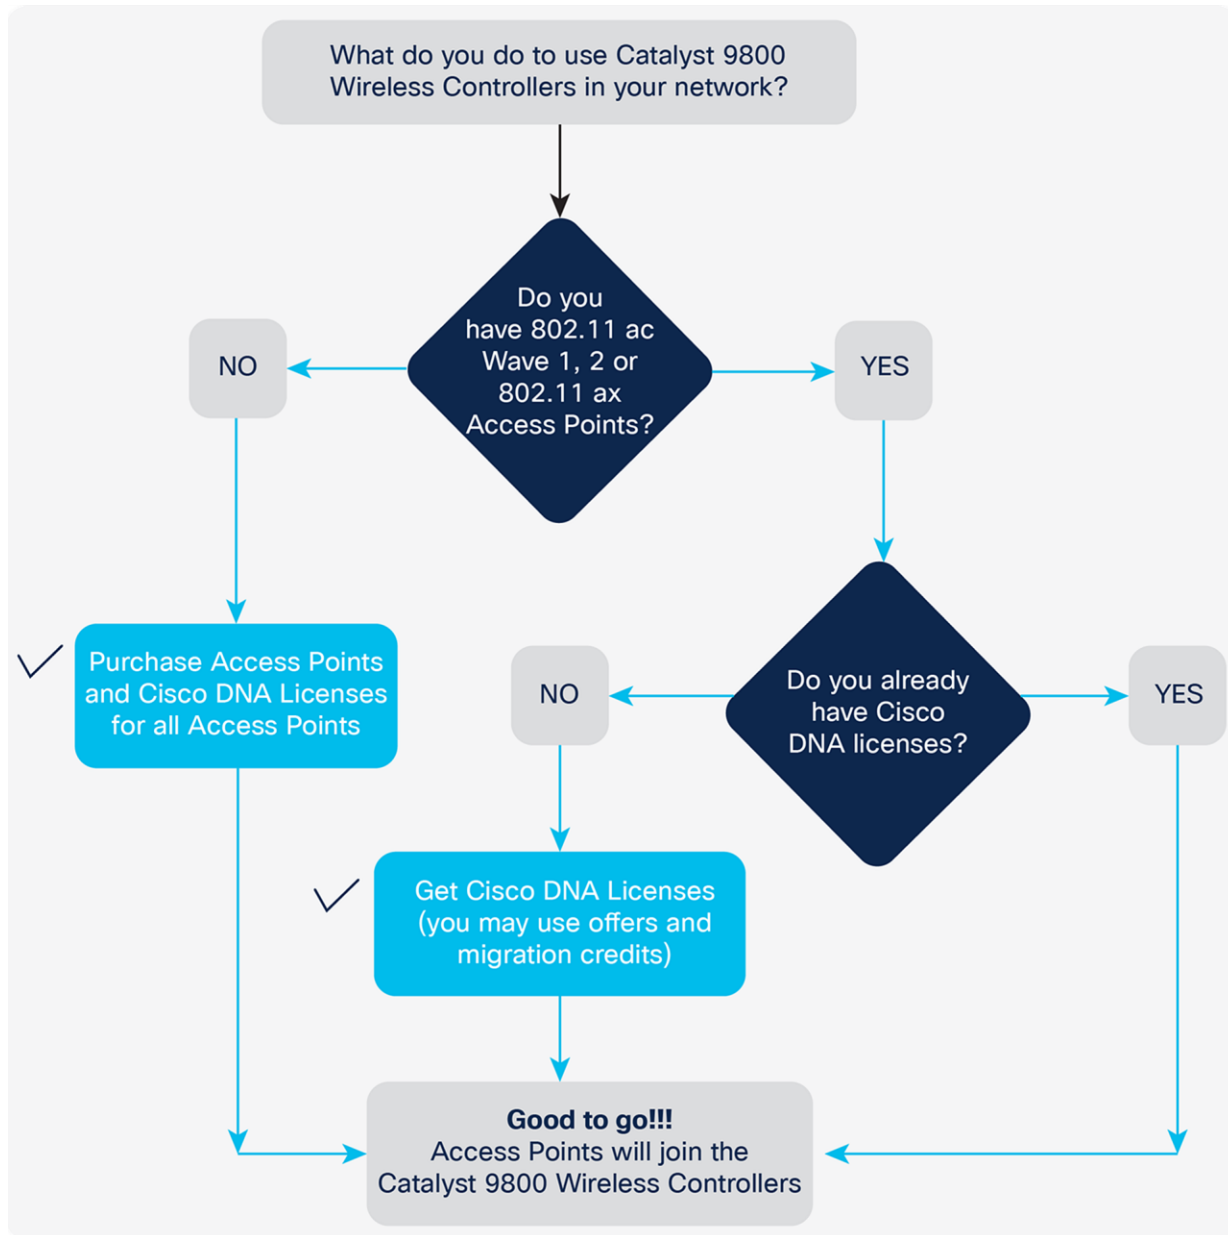 What do you do to use Catalyst 9800
Wireless Controllers in your network?
Do you
have 802.11 ac
Wave 1, 2 or
802.11 ax
Access Points?
NO
YES
Purchase Access Points
and Cisco DNA Licenses
for all Access Points
NO
Do you already
have Cisco
DNA licenses?
YES
Get Cisco DNA Licenses
(you may use offers and
migration credits)
Good to go!!!
Access Points will join the
Catalyst 9800 Wireless Controllers